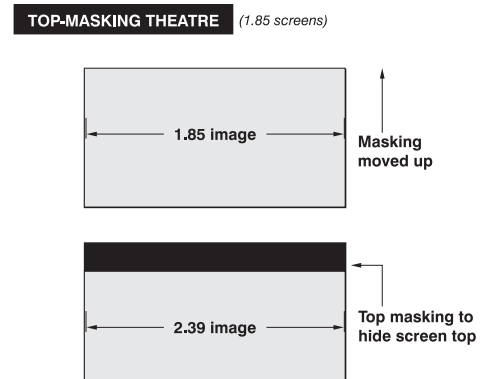 TOP-MASKING THEATRE (1.85 screens)
1.85 image
Masking
moved up
2.39 image
Top masking to
hide screen top